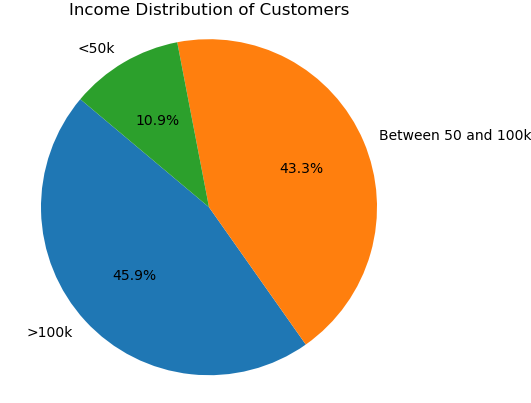 Income Distribution of Customers
<50k
10.9%
Between 50 and 100k
43.3%
45.9%
>100k